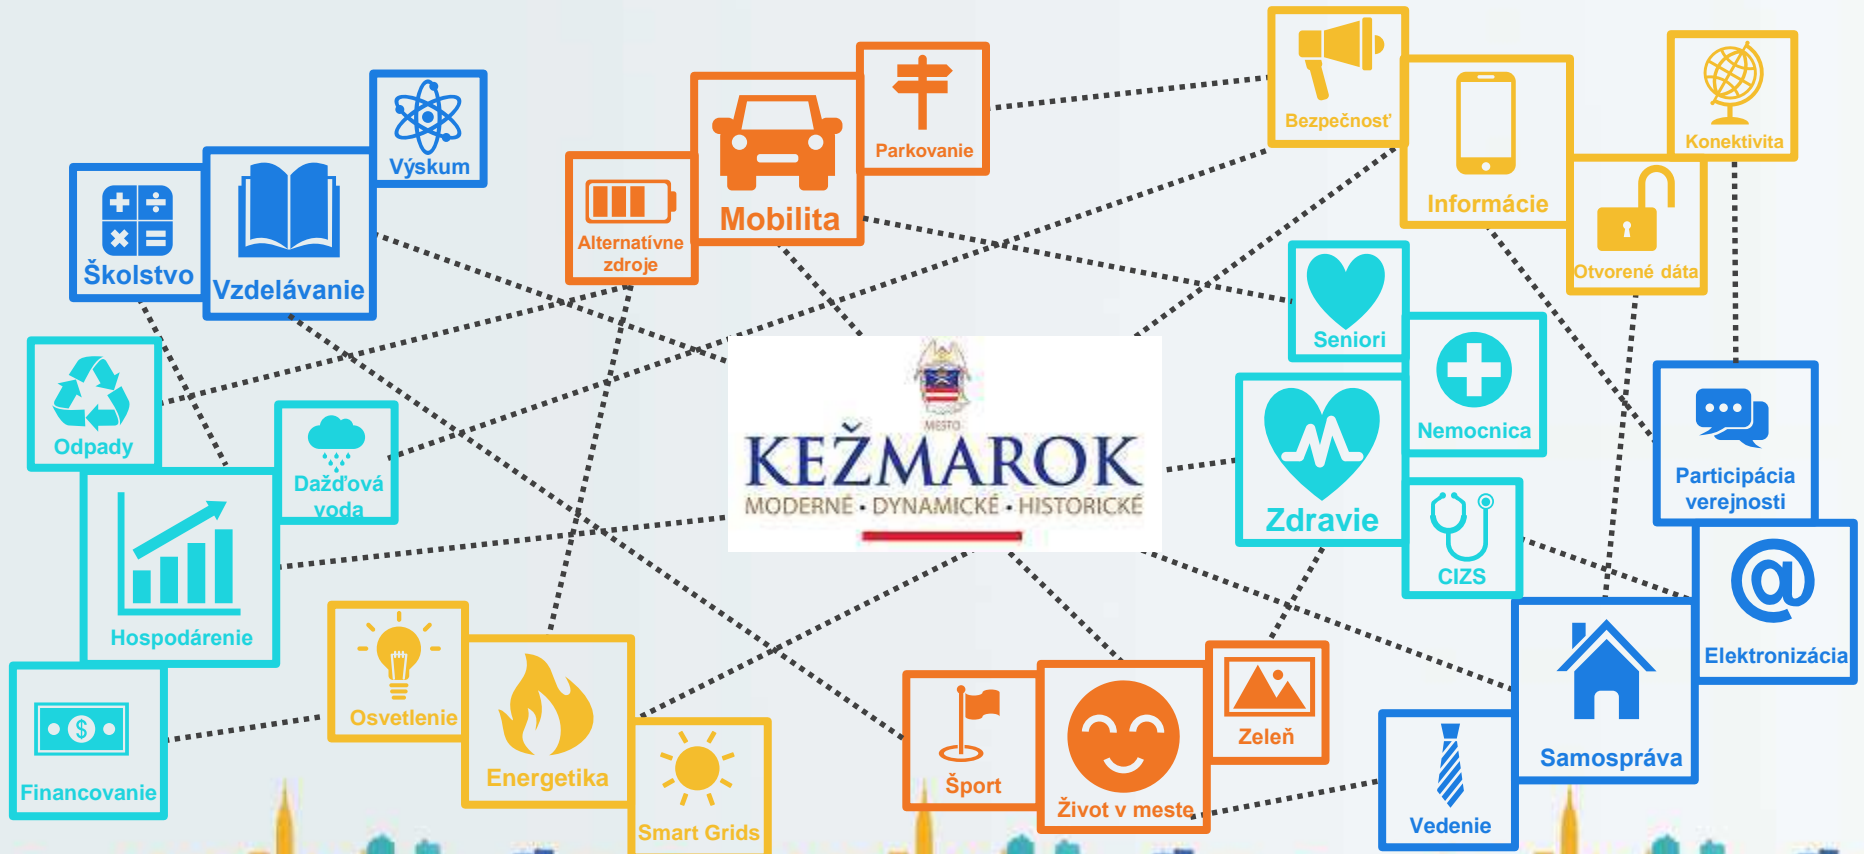 Výskum
Školstvo
Vzdelávanie
Alternatívne
zdroje
Mobilita
Parkovanie
Bezpečnosť
Informácie
Konektivita
Otvorené dáta
Odpady
Dažďová
voda
Hospodárenie
Financovanie
MESTO
KEŽMAROK
MODERNÉ • DYNAMICKÉ • HISTORICKÉ
Seniori
Nemocnica
Zdravie
CIZS
Participácia
verejnosti
@
Elektronizácia
Samospráva
Vedenie
Osvetlenie
Energetika
Smart Grids
Šport
Život v meste
Zeleň
$